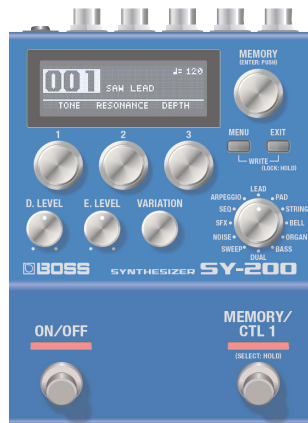 MEMORY
(ENTER: PUSH)
001 SAW LEAD ♩= 120
TONE RESONANCE DEPTH
1 2 3
MENU EXIT
WRITE
(LOCK: HOLD)
D. LEVEL E. LEVEL VARIATION
LEAD
ARPEGGIO PAD
SEQ STRING
SFX BELL
NOISE ORGAN
SWEEP BASS
DUAL
BOSS SYNTHESIZER SY-200
ON/OFF
MEMORY/
CTL 1
(SELECT: HOLD)